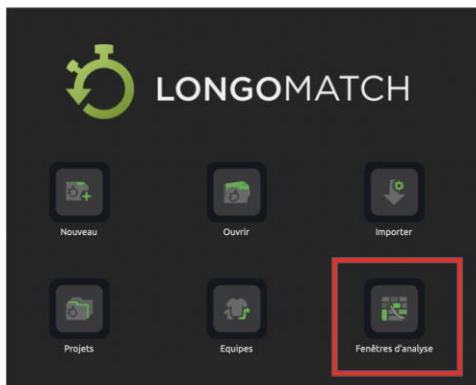 LONGOMATCH
Nouveau
Ouvrir
Importer
Projets
Equipes
Fenêtres d'analyse